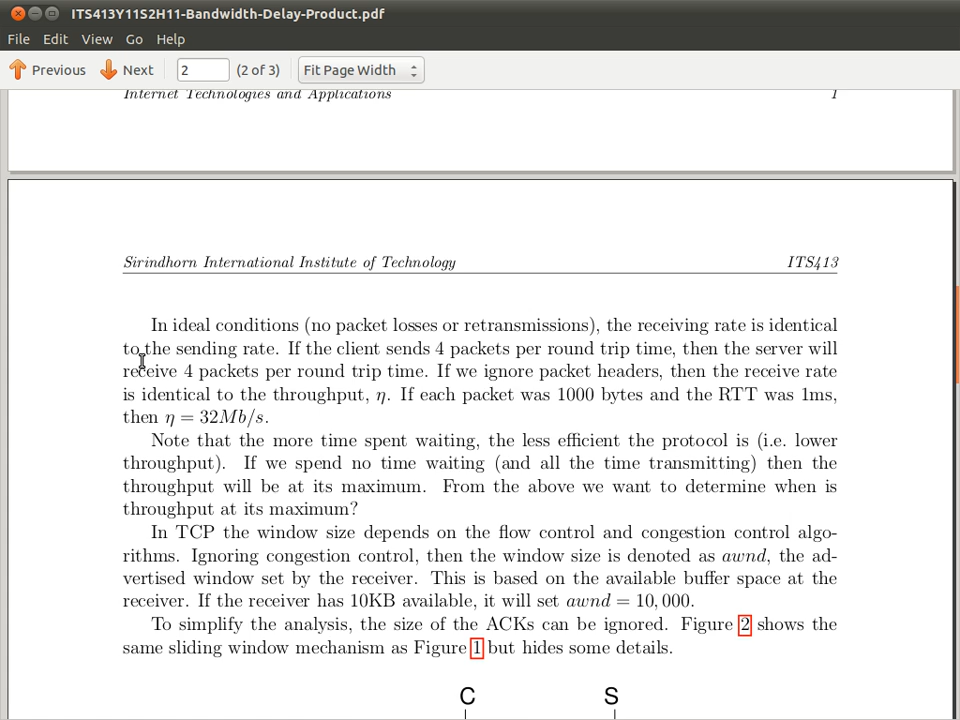 ITS413Y11S2H11-Bandwidth-Delay-Product.pdf
File Edit View Go Help
Previous Next 2 (2 of 3) Fit Page Width
Internet Technologies and Applications 1
Sirindhorn International Institute of Technology ITS413
In ideal conditions (no packet losses or retransmissions), the receiving rate is identical
to the sending rate. If the client sends 4 packets per round trip time, then the server will
receive 4 packets per round trip time. If we ignore packet headers, then the receive rate
is identical to the throughput, η. If each packet was 1000 bytes and the RTT was 1ms,
then η = 32Mb/s.
Note that the more time spent waiting, the less efficient the protocol is (i.e. lower
throughput). If we spend no time waiting (and all the time transmitting) then the
throughput will be at its maximum. From the above we want to determine when is
throughput at its maximum?
In TCP the window size depends on the flow control and congestion control algo-
rithms. Ignoring congestion control, then the window size is denoted as awnd, the ad-
vertised window set by the receiver. This is based on the available buffer space at the
receiver. If the receiver has 10KB available, it will set awnd = 10, 000.
To simplify the analysis, the size of the ACKs can be ignored. Figure 2 shows the
same sliding window mechanism as Figure 1 but hides some details.
C S